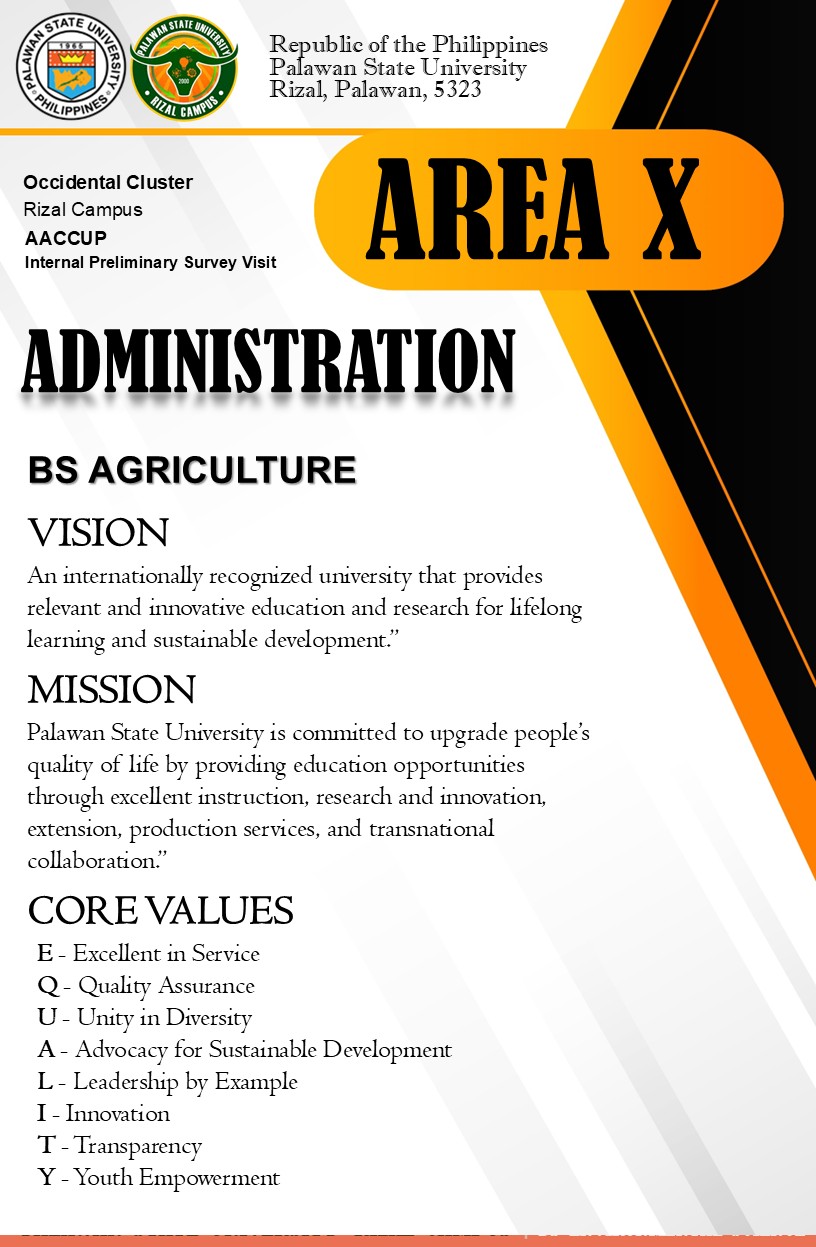 PALAWAN STATE UNIVERSITY
1965
PHILIPPINES
PALAWAN STATE UNIVERSITY
2000
RIZAL CAMPUS
Republic of the Philippines
Palawan State University
Rizal, Palawan, 5323
Occidental Cluster
Rizal Campus
AACCUP
Internal Preliminary Survey Visit
AREA X
ADMINISTRATION
BS AGRICULTURE
VISION
An internationally recognized university that provides
relevant and innovative education and research for lifelong
learning and sustainable development.”
MISSION
Palawan State University is committed to upgrade people’s
quality of life by providing education opportunities
through excellent instruction, research and innovation,
extension, production services, and transnational
collaboration.”
CORE VALUES
E - Excellent in Service
Q - Quality Assurance
U - Unity in Diversity
A - Advocacy for Sustainable Development
L - Leadership by Example
I - Innovation
T - Transparency
Y - Youth Empowerment